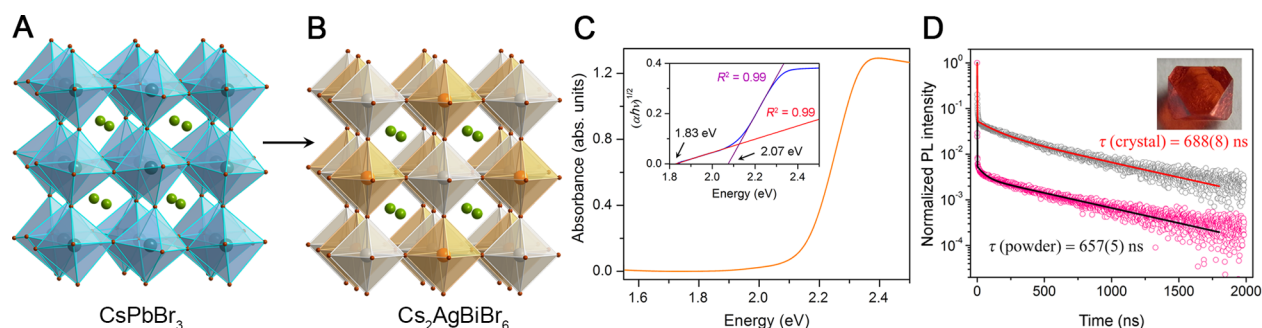 A
CsPbBr3
B
Cs2AgBiBr6
C
Absorbance (abs. units)
1.2
0.8
0.4
0.0
1.6
1.8
2.0
2.2
2.4
Energy (eV)
(αhν)1/2
0.4
0.2
0.0
1.8
2.0
2.2
2.4
Energy (eV)
R2 = 0.99
R2 = 0.99
1.83 eV
2.07 eV
D
Normalized PL intensity
100
10-1
10-2
10-3
10-4
0
500
1000
1500
2000
Time (ns)
τ (crystal) = 688(8) ns
τ (powder) = 657(5) ns